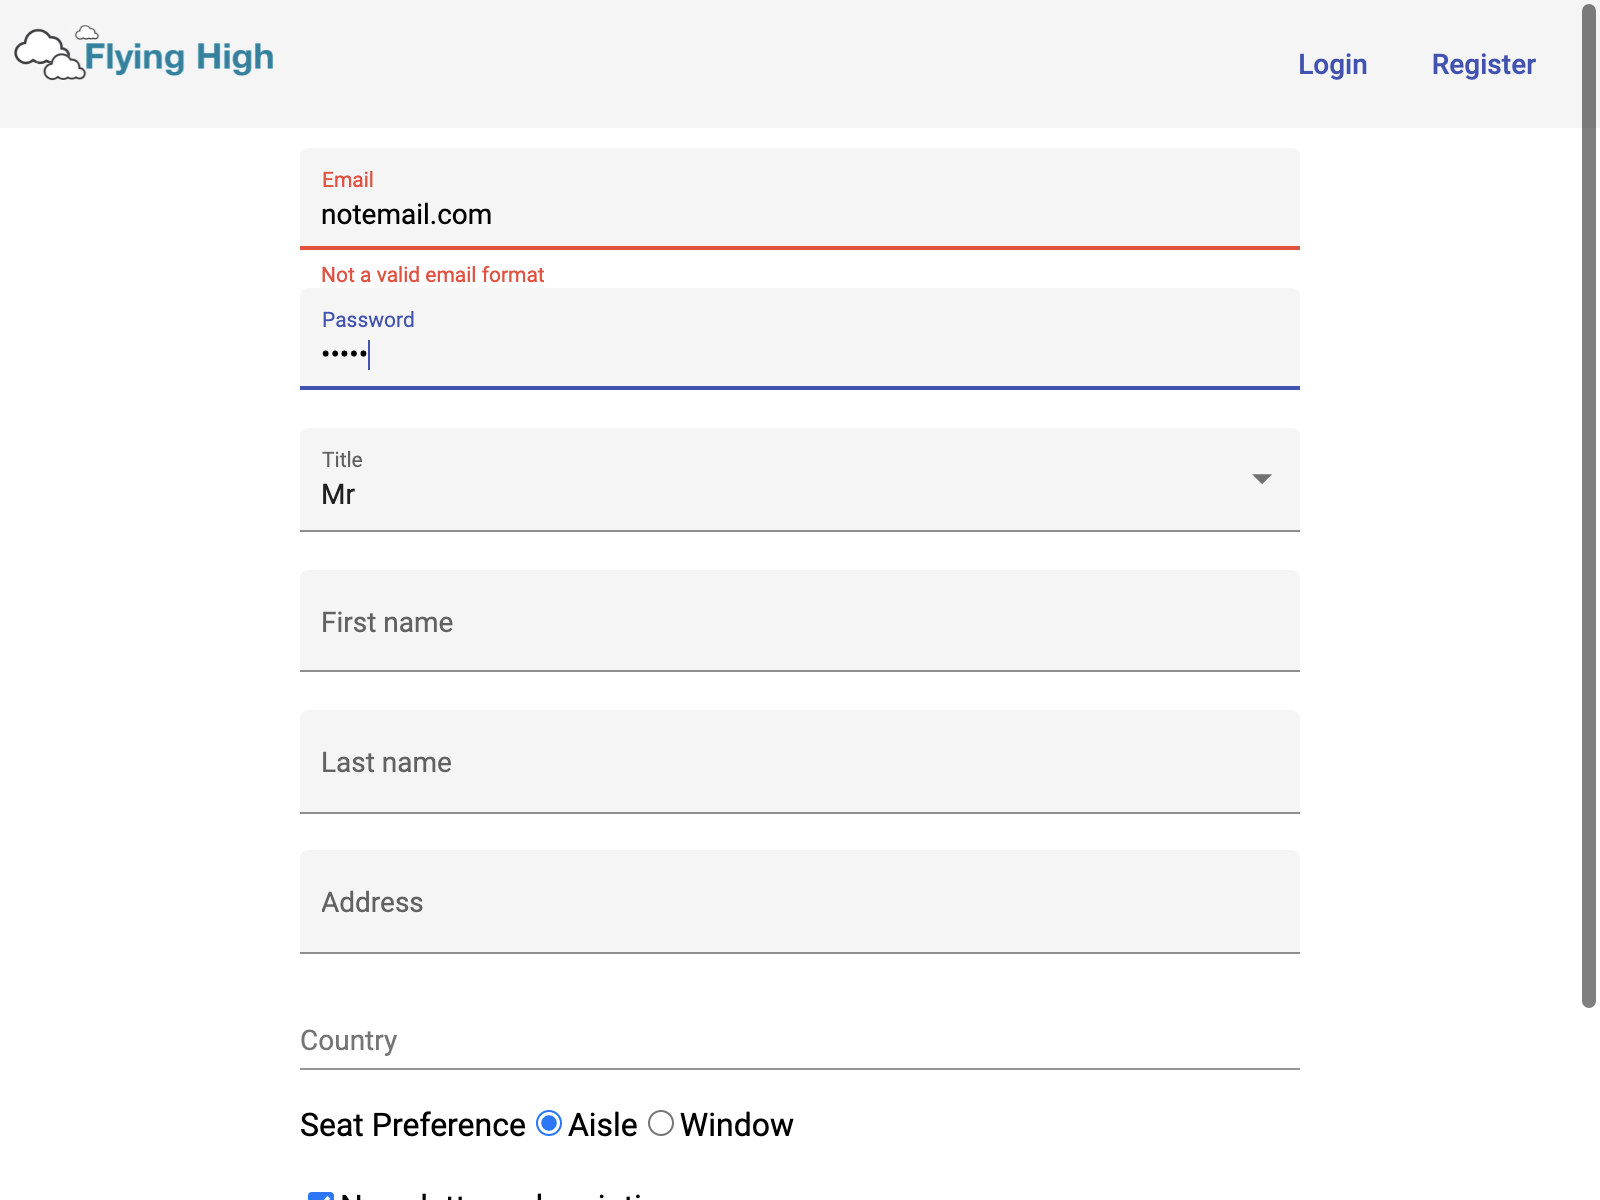 Flying High
Login Register
Email
notemail.com
Not a valid email format
Password
•••••
Title
Mr
First name
Last name
Address
Country
Seat Preference Aisle Window